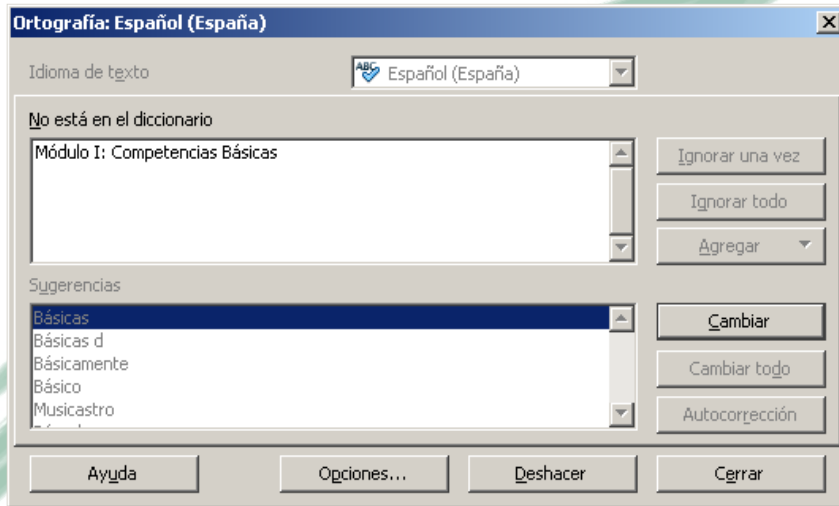 Ortografía: Español (España)
Idioma de texto
ABC Español (España)
No está en el diccionario
Módulo I: Competencias Básicas
Ignorar una vez
Ignorar todo
Agregar
Sugerencias
Básicas
Básicas d
Básicamente
Básico
Musicastro
Cambiar
Cambiar todo
Autocorrección
Ayuda
Opciones...
Deshacer
Cerrar